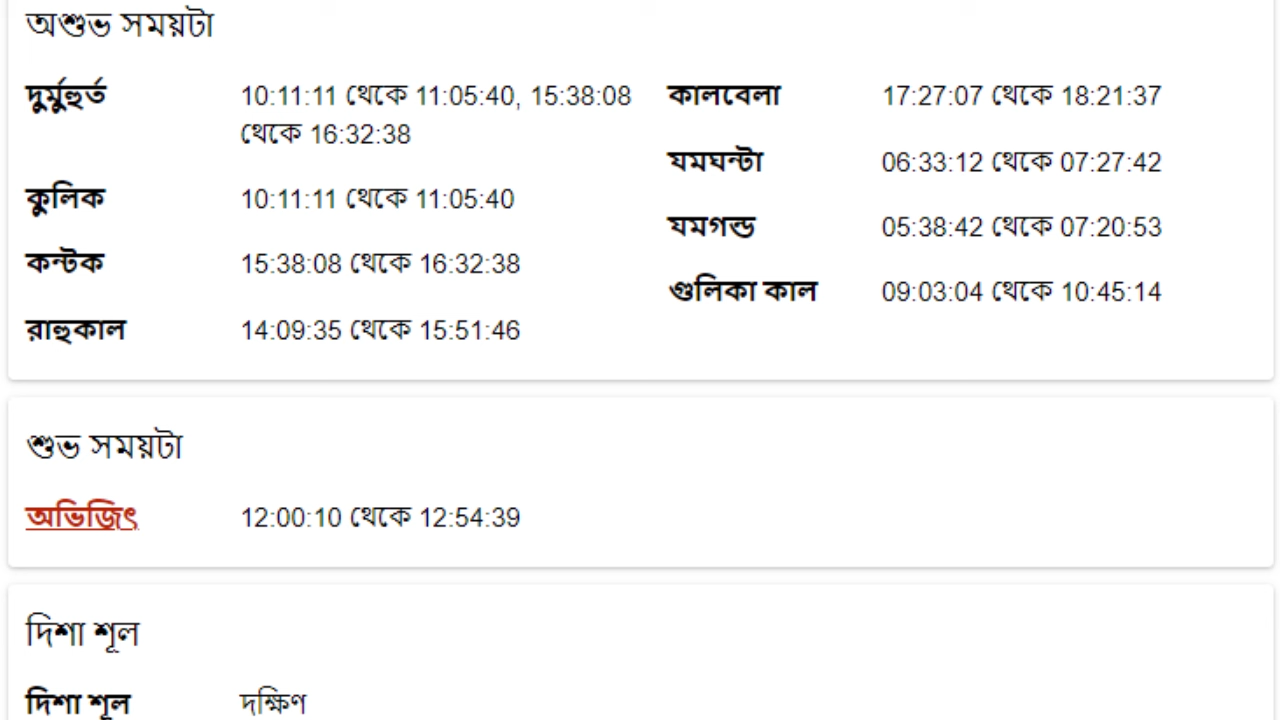 অশুভ সময়টা
দুর্মুহুর্ত 10:11:11 থেকে 11:05:40, 15:38:08
থেকে 16:32:38
কুলিক 10:11:11 থেকে 11:05:40
কন্টক 15:38:08 থেকে 16:32:38
রাহুকাল 14:09:35 থেকে 15:51:46
কালবেলা 17:27:07 থেকে 18:21:37
যমঘন্টা 06:33:12 থেকে 07:27:42
যমগন্ড 05:38:42 থেকে 07:20:53
গুলিকা কাল 09:03:04 থেকে 10:45:14
শুভ সময়টা
অভিজিৎ 12:00:10 থেকে 12:54:39
দিশা শূল
দিশা শূল দক্ষিণ